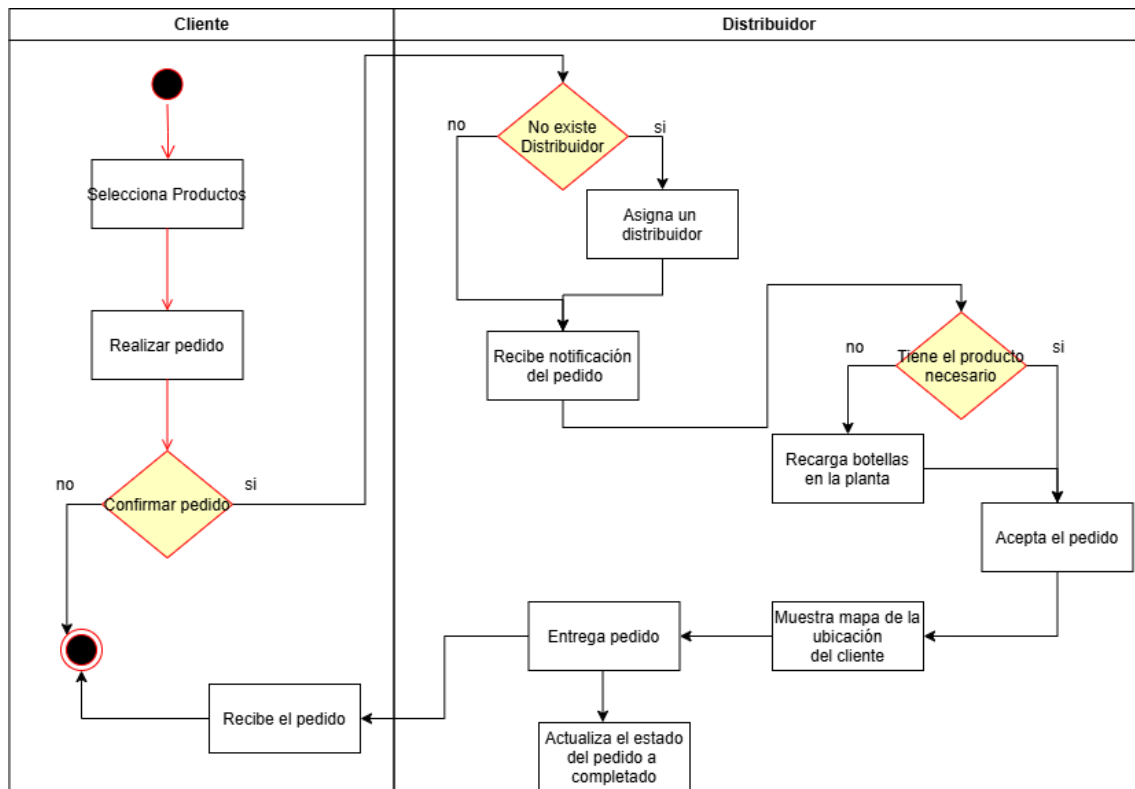 Cliente
Distribuidor
Selecciona Productos
Realizar pedido
Confirmar pedido
no
si
No existe
Distribuidor
no
si
Asigna un
distribuidor
Recibe notificación
del pedido
Tiene el producto
necesario
no
si
Recarga botellas
en la planta
Acepta el pedido
Muestra mapa de la
ubicación
del cliente
Entrega pedido
Recibe el pedido
Actualiza el estado
del pedido a
completado